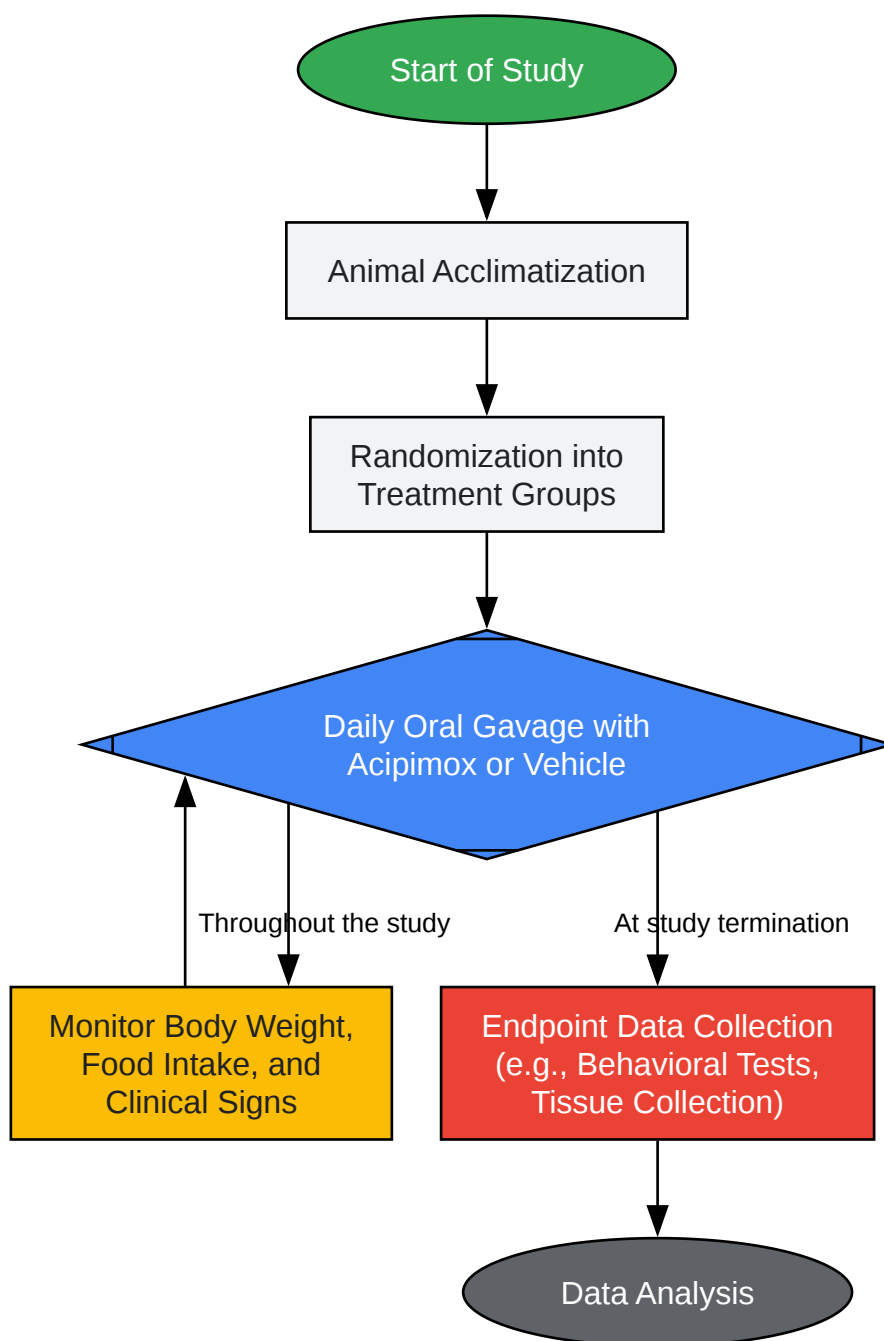 Start of Study
Animal Acclimatization
Randomization into
Treatment Groups
Daily Oral Gavage with
Acipimox or Vehicle
Throughout the study
At study termination
Monitor Body Weight,
Food Intake, and
Clinical Signs
Endpoint Data Collection
(e.g., Behavioral Tests,
Tissue Collection)
Data Analysis